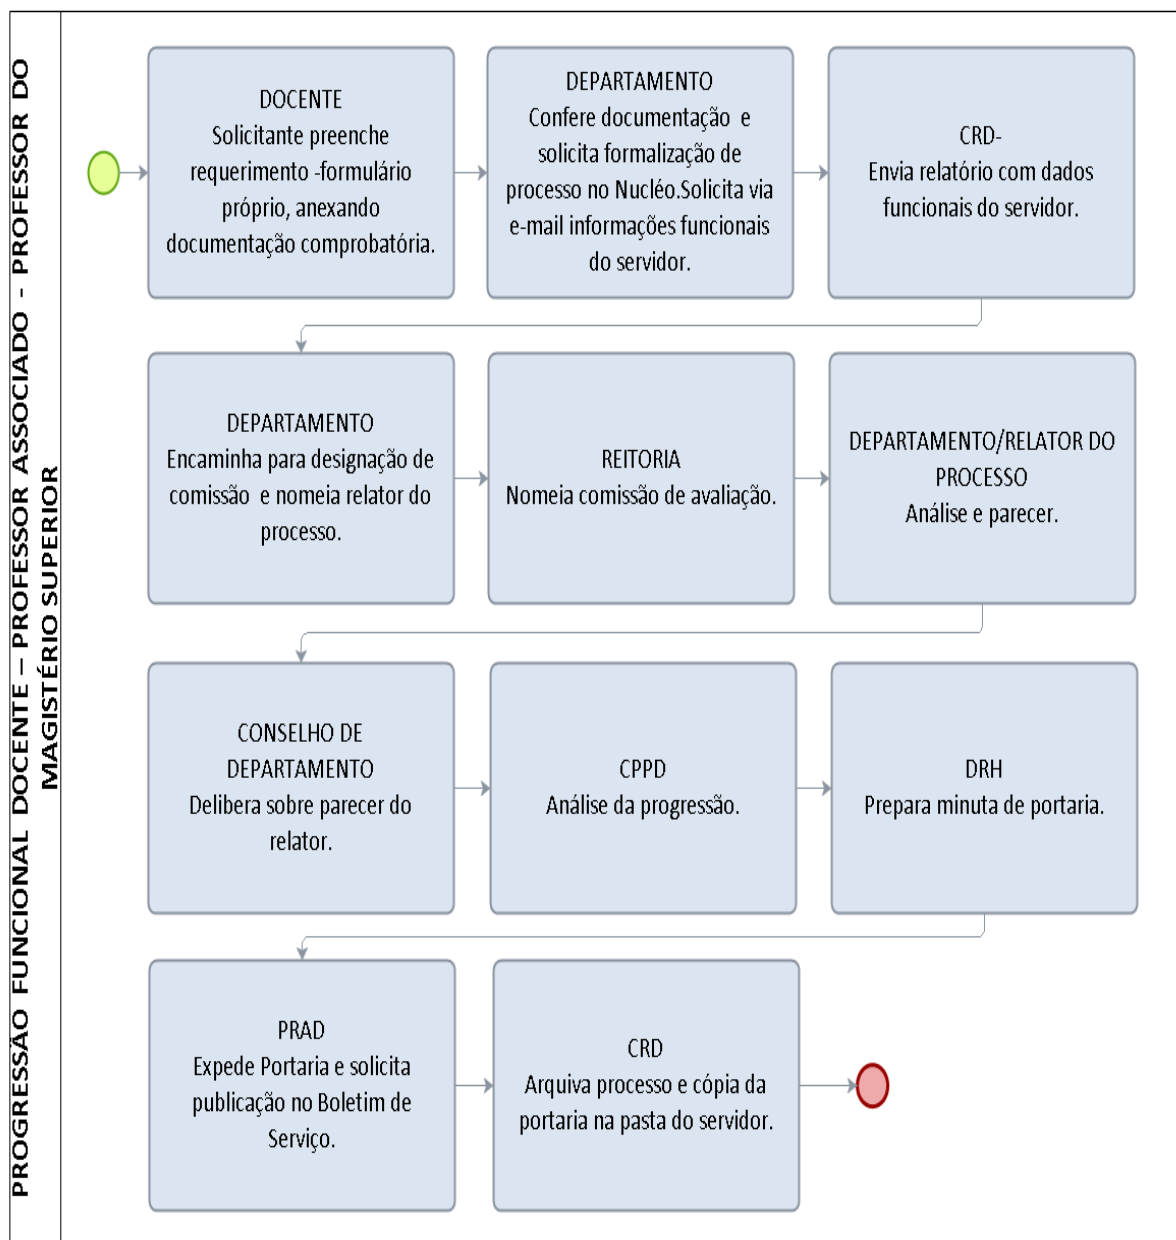 PROGRESSÃO FUNCIONAL DOCENTE – PROFESSOR ASSOCIADO - PROFESSOR DO
MAGISTÉRIO SUPERIOR
DOCENTE
Solicitante preenche
requerimento -formulário
próprio, anexando
documentação comprobatória.
DEPARTAMENTO
Confere documentação e
solicita formalização de
processo no Nucléo.Solicita via
e-mail informações funcionais
do servidor.
CRD-
Envia relatório com dados
funcionais do servidor.
DEPARTAMENTO
Encaminha para designação de
comissão e nomeia relator do
processo.
REITORIA
Nomeia comissão de avaliação.
DEPARTAMENTO/RELATOR DO
PROCESSO
Análise e parecer.
CONSELHO DE
DEPARTAMENTO
Delibera sobre parecer do
relator.
CPPD
Análise da progressão.
DRH
Prepara minuta de portaria.
PRAD
Expede Portaria e solicita
publicação no Boletim de
Serviço.
CRD
Arquiva processo e cópia da
portaria na pasta do servidor.